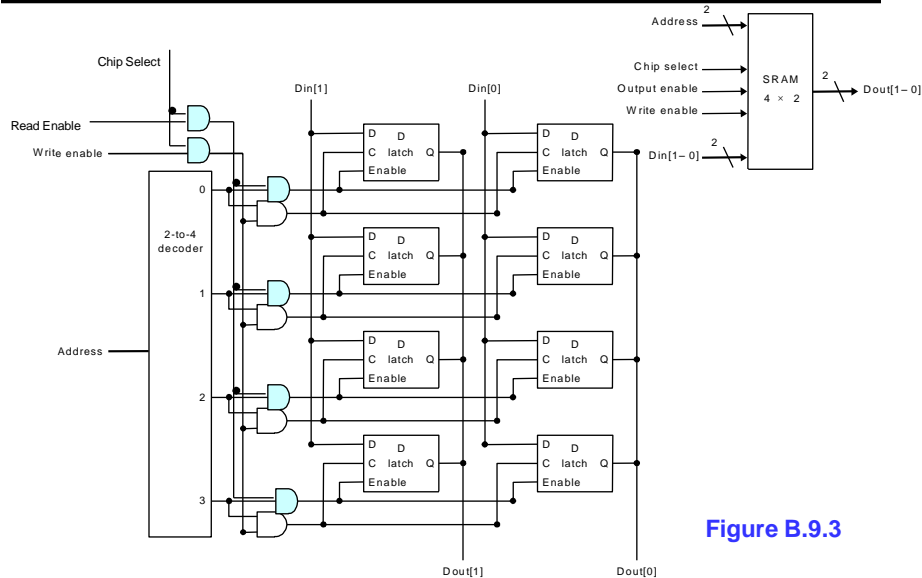 2
Address
Chip select
Output enable
Write enable
Din[1–0]
2
SRAM
4 × 2
2
Dout[1–0]
Chip Select
Read Enable
Write enable
Din[1]
Din[0]
D D
C latch Q
Enable
D D
C latch Q
Enable
0
2-to-4
decoder
D D
C latch Q
Enable
D D
C latch Q
Enable
1
Address
D D
C latch Q
Enable
D D
C latch Q
Enable
2
D D
C latch Q
Enable
D D
C latch Q
Enable
3
Figure B.9.3
Dout[1]
Dout[0]